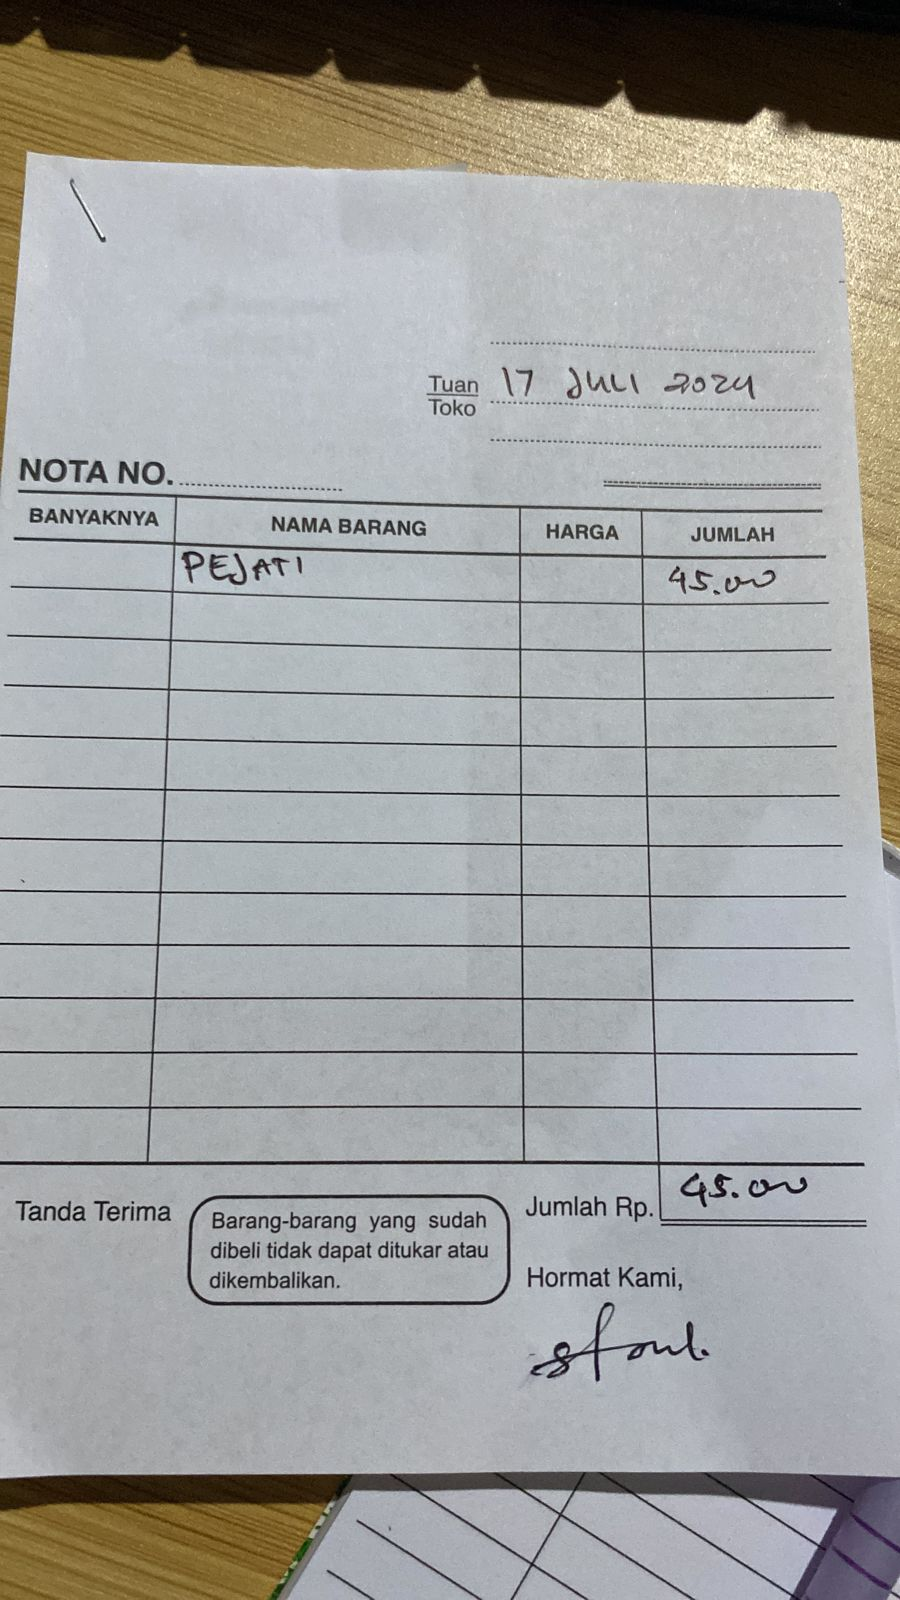 Tuan 17 JULI 2024
Toko
NOTA NO.
BANYAKNYA NAMA BARANG HARGA JUMLAH
PEJATI 45.000
Tanda Terima
Barang-barang yang sudah
dibeli tidak dapat ditukar atau
dikembalikan.
Jumlah Rp. 45.000
Hormat Kami,